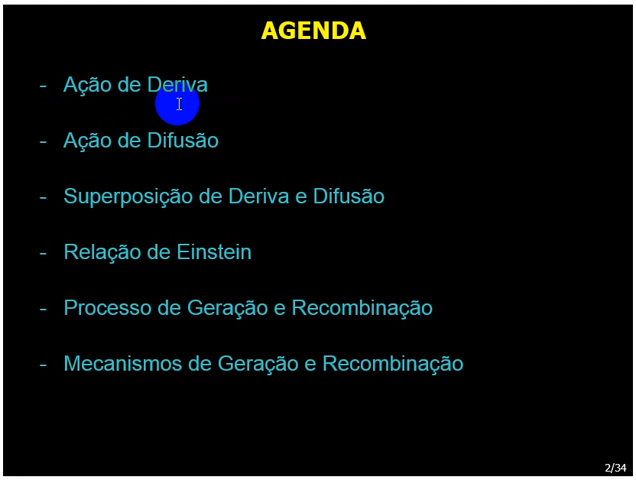 AGENDA
- Ação de Deriva
- Ação de Difusão
- Superposição de Deriva e Difusão
- Relação de Einstein
- Processo de Geração e Recombinação
- Mecanismos de Geração e Recombinação
2/34